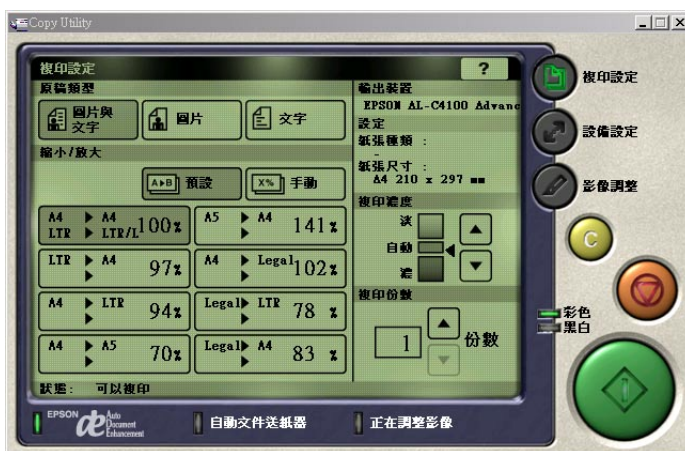 Copy Utility
複印設定
?
原稿類型
圖片與
文字
圖片
文字
縮小/放大
A▸B 預設
X% 手動
A4 ▶ A4
LTR ▶ LTR/L
100%
A5 ▶ A4 141%
LTR ▶ A4 97%
A4 ▶ Legal 102%
A4 ▶ LTR 94%
Legal ▶ LTR 78 %
A4 ▶ A5 70%
Legal ▶ A4 83 %
狀態: 可以複印
輸出裝置
EPSON AL-C4100 Advanc
設定
紙張種類 :
-
紙張尺寸 :
A4 210 x 297 mm
複印濃度
淡
自動
濃
複印份數
1 份數
複印設定
設備設定
影像調整
C
彩色
黑白
EPSON
Auto
Document
Enhancement
自動文件送紙器
正在調整影像